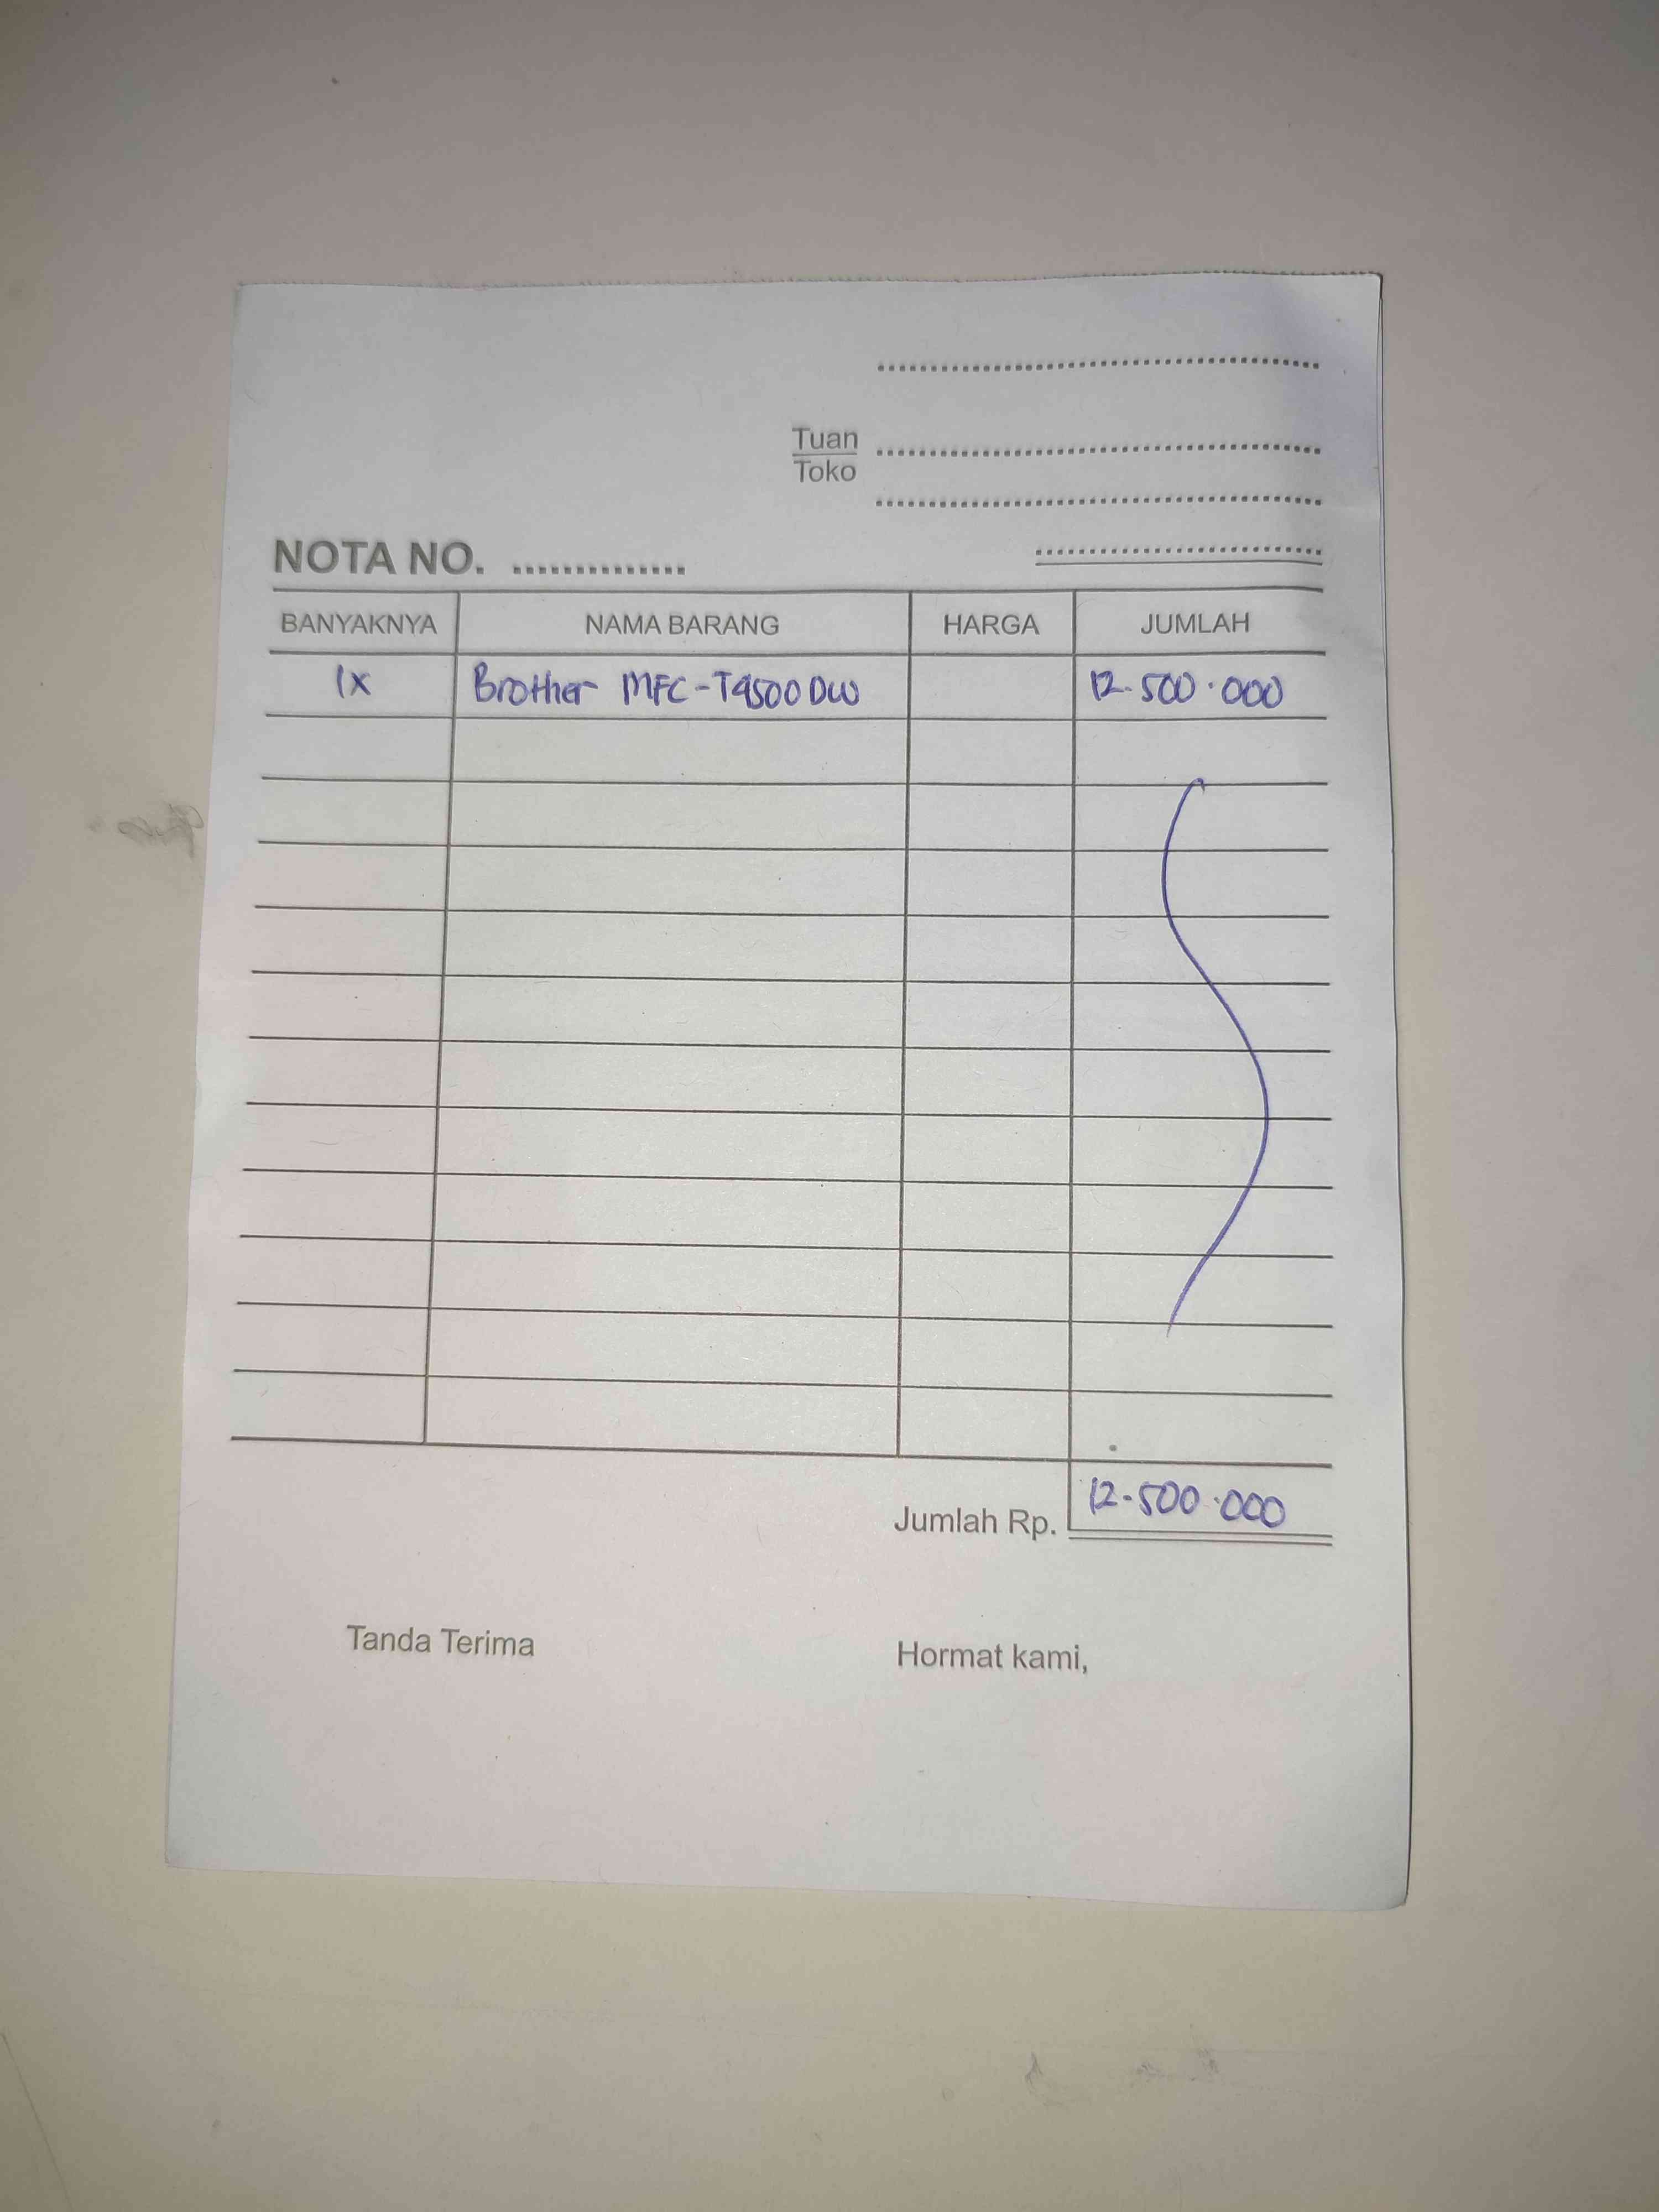 Tuan
Toko
NOTA NO. ..............
BANYAKNYA NAMA BARANG HARGA JUMLAH
1x Brother MFC-T4500DW 12.500.000
Jumlah Rp. 12.500.000
Tanda Terima Hormat kami,